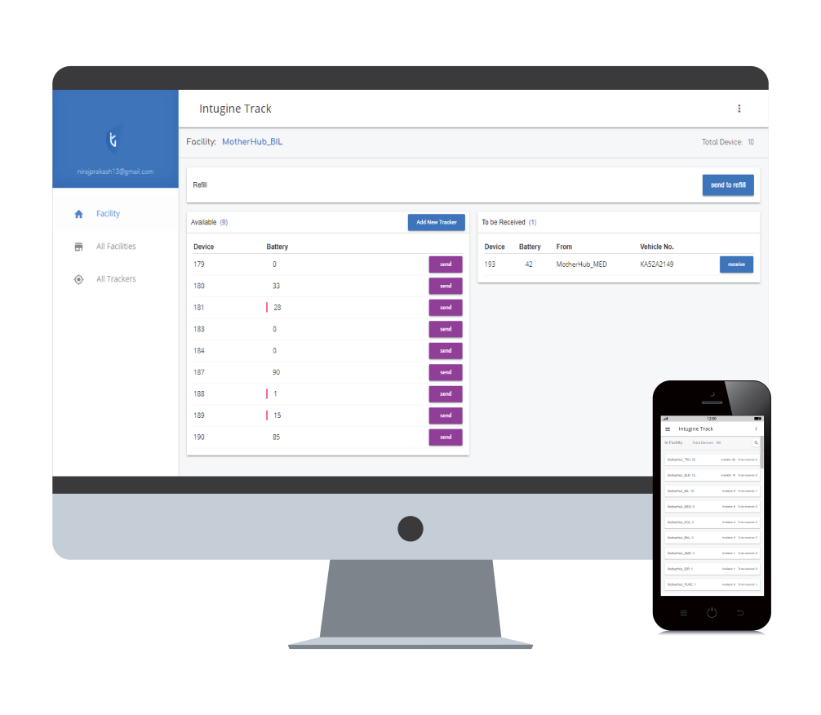 Intugine Track
Facility: MotherHub_BIL
Total Device: 10
nirajprakash13@gmail.com
Refill
send to refill
Facility
All Facilities
All Trackers
Available (9)
Add New Tracker
Device Battery
179 0 send
180 33 send
181 28 send
183 0 send
184 0 send
187 90 send
188 1 send
189 15 send
190 85 send
To be Received (1)
Device Battery From Vehicle No.
193 42 MotherHub_MED KA52A2149 receive
12:00
Intugine Track